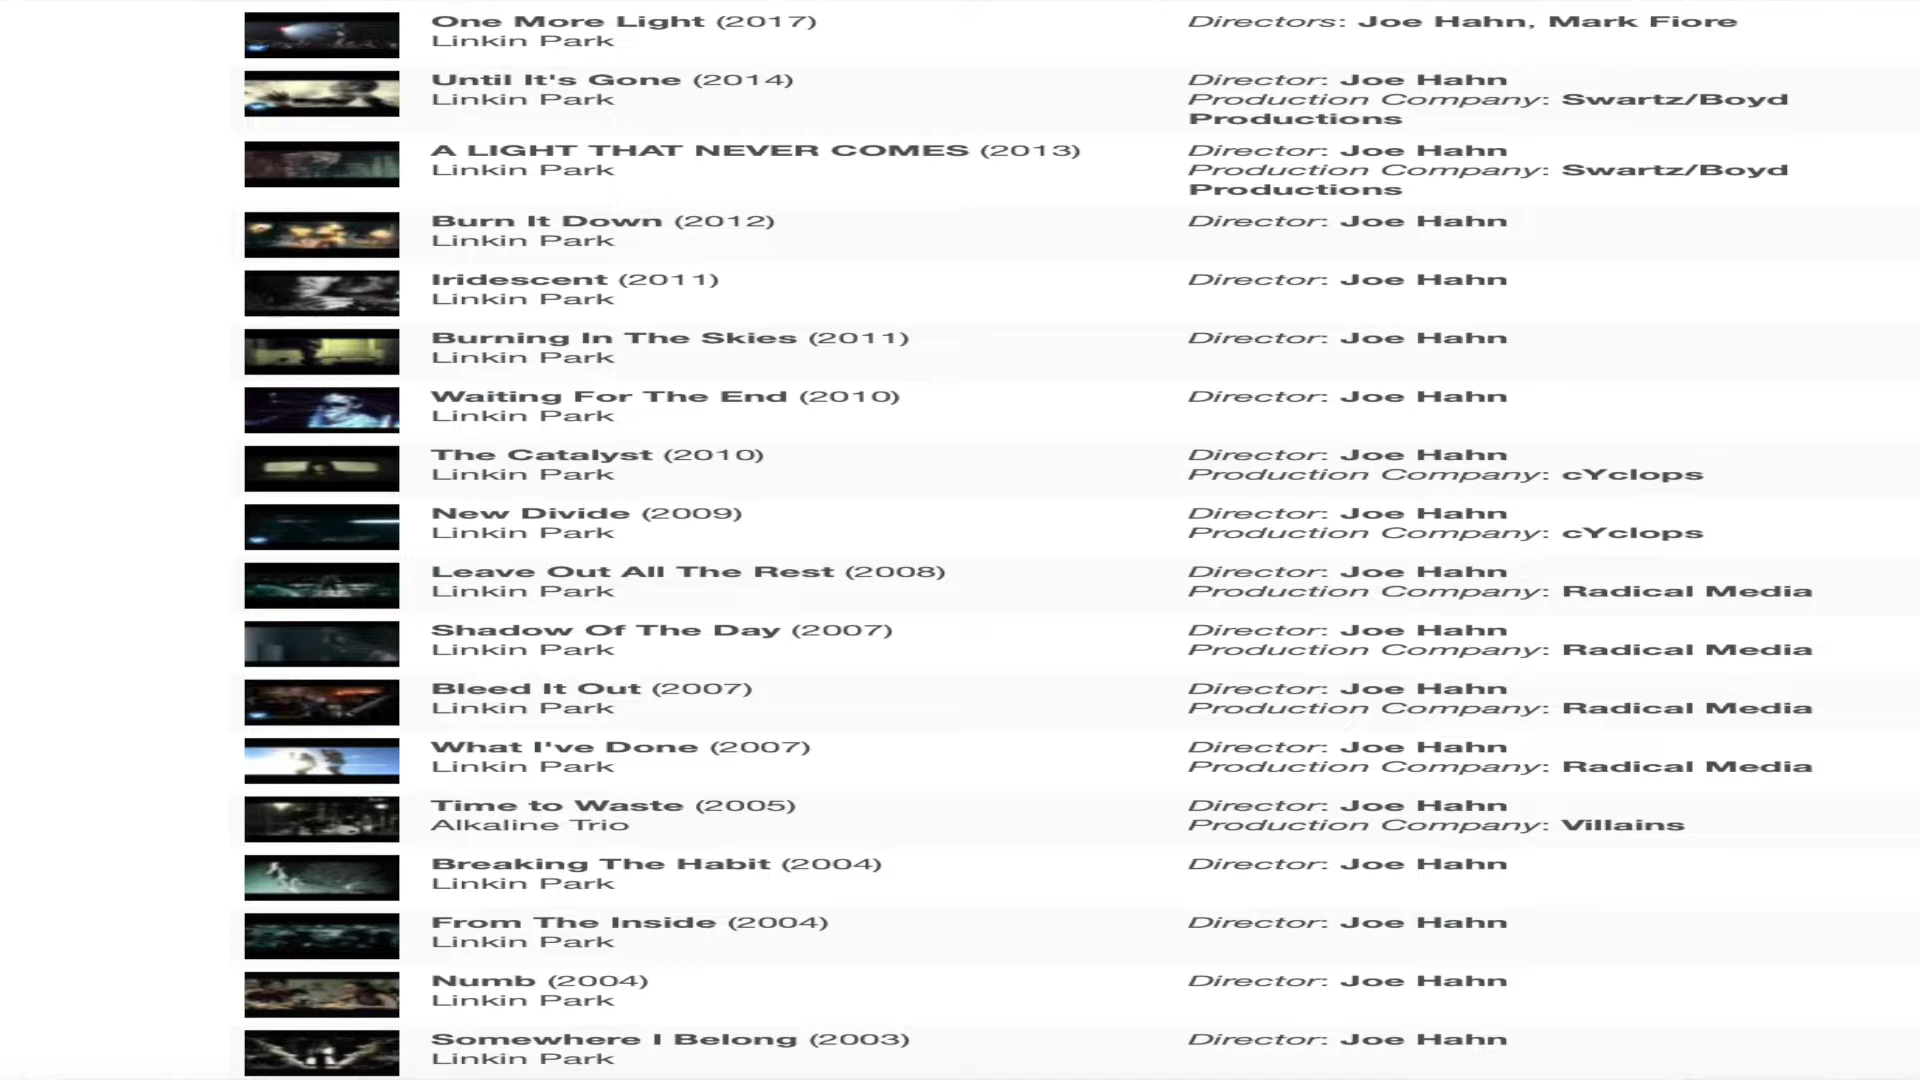 One More Light (2017)
Linkin Park
Directors: Joe Hahn, Mark Fiore
Until It's Gone (2014)
Linkin Park
Director: Joe Hahn
Production Company: Swartz/Boyd
Productions
A LIGHT THAT NEVER COMES (2013)
Linkin Park
Director: Joe Hahn
Production Company: Swartz/Boyd
Productions
Burn It Down (2012)
Linkin Park
Director: Joe Hahn
Iridescent (2011)
Linkin Park
Director: Joe Hahn
Burning In The Skies (2011)
Linkin Park
Director: Joe Hahn
Waiting For The End (2010)
Linkin Park
Director: Joe Hahn
The Catalyst (2010)
Linkin Park
Director: Joe Hahn
Production Company: cYclops
New Divide (2009)
Linkin Park
Director: Joe Hahn
Production Company: cYclops
Leave Out All The Rest (2008)
Linkin Park
Director: Joe Hahn
Production Company: Radical Media
Shadow Of The Day (2007)
Linkin Park
Director: Joe Hahn
Production Company: Radical Media
Bleed It Out (2007)
Linkin Park
Director: Joe Hahn
Production Company: Radical Media
What I've Done (2007)
Linkin Park
Director: Joe Hahn
Production Company: Radical Media
Time to Waste (2005)
Alkaline Trio
Director: Joe Hahn
Production Company: Villains
Breaking The Habit (2004)
Linkin Park
Director: Joe Hahn
From The Inside (2004)
Linkin Park
Director: Joe Hahn
Numb (2004)
Linkin Park
Director: Joe Hahn
Somewhere I Belong (2003)
Linkin Park
Director: Joe Hahn